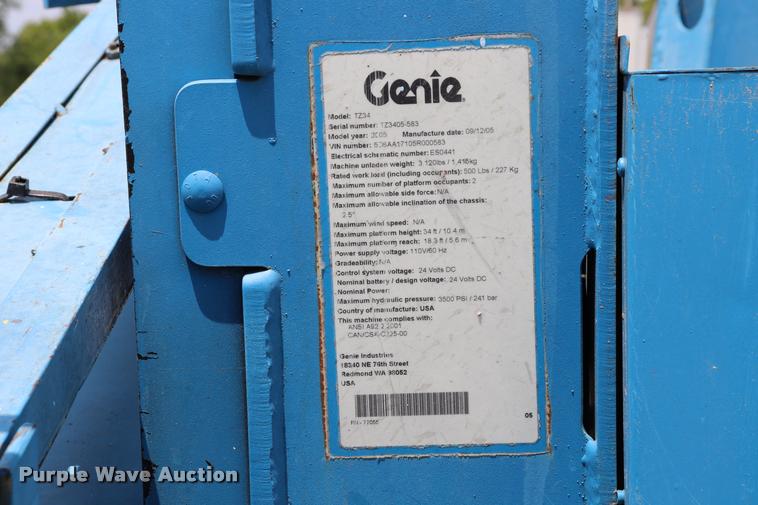 Genie
Model: TZ34
Serial number: TZ3405-583
Model year: 2005 Manufacture date: 09/12/05
VIN number:
Electrical schematic number: ES0441
Machine unladen weight: 3,120lbs / 1,415kg
Rated work load (including occupants): 500 Lbs / 227 Kg
Maximum number of platform occupants: 2
Maximum allowable side force: N/A
Maximum allowable inclination of the chassis:
2.5°
Maximum wind speed: N/A
Maximum platform height: 34 ft / 10.4 m
Maximum platform reach: 18.3 ft / 5.6 m
Power supply voltage: 110V/60 Hz
Gradeability: N/A
Control system voltage: 24 Volts DC
Nominal battery / design voltage: 24 Volts DC
Nominal Power:
Maximum hydraulic pressure: 3500 PSI / 241 bar
Country of manufacture: USA
This machine complies with:
ANSI A92.2 2001
Genie Industries
18340 NE 76th Street
Redmond WA 98052
USA
05
Purple Wave Auction